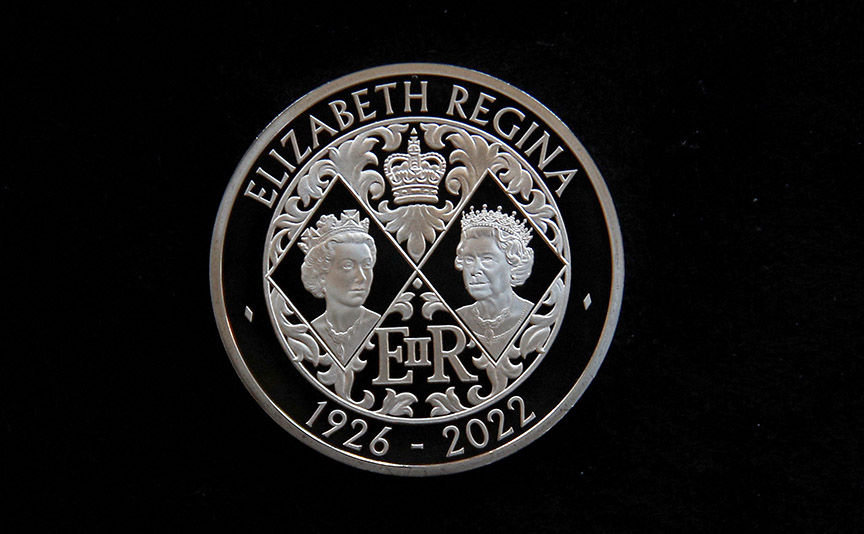 ELIZABETH REGINA
EIIR
1926 - 2022